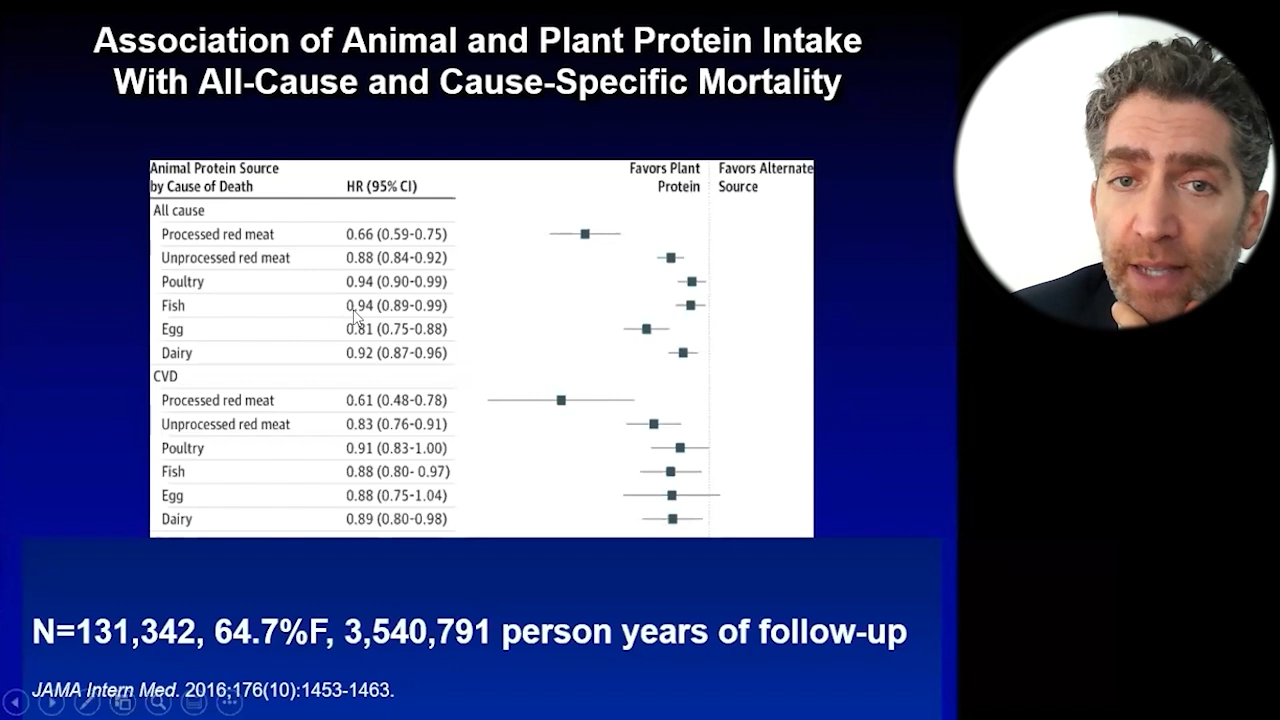 Association of Animal and Plant Protein Intake
With All-Cause and Cause-Specific Mortality
Animal Protein Source
by Cause of Death
HR (95% CI)
Favors Plant
Protein
Favors Alternate
Source
All cause
Processed red meat 0.66 (0.59-0.75)
Unprocessed red meat 0.88 (0.84-0.92)
Poultry 0.94 (0.90-0.99)
Fish 0.94 (0.89-0.99)
Egg 0.81 (0.75-0.88)
Dairy 0.92 (0.87-0.96)
CVD
Processed red meat 0.61 (0.48-0.78)
Unprocessed red meat 0.83 (0.76-0.91)
Poultry 0.91 (0.83-1.00)
Fish 0.88 (0.80- 0.97)
Egg 0.88 (0.75-1.04)
Dairy 0.89 (0.80-0.98)
N=131,342, 64.7%F, 3,540,791 person years of follow-up
JAMA Intern Med. 2016;176(10):1453-1463.